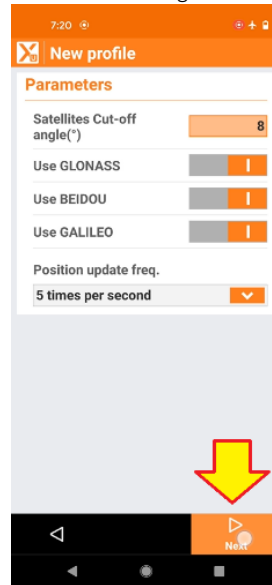 7:20
New profile
Parameters
Satellites Cut-off
angle(°)
8
Use GLONASS
Use BEIDOU
Use GALILEO
Position update freq.
5 times per second
Next